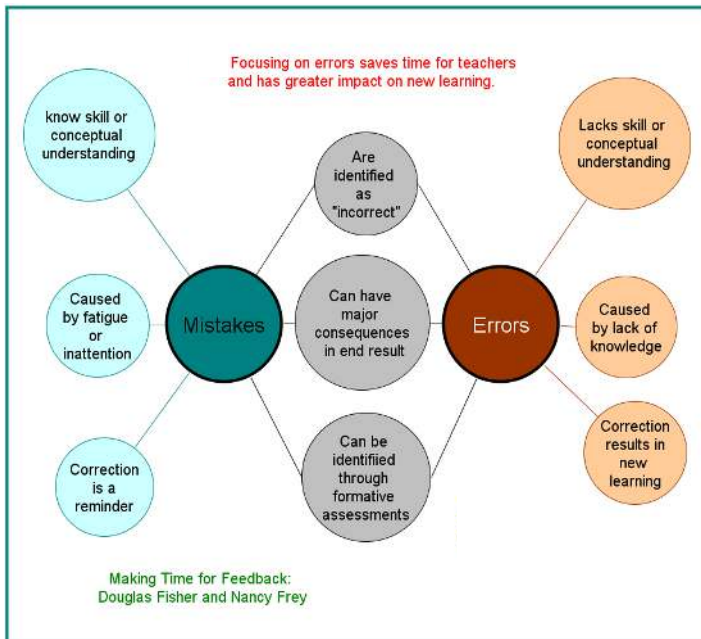 Focusing on errors saves time for teachers
and has greater impact on new learning.
know skill or
conceptual
understanding
Lacks skill or
conceptual
understanding
Are
identified
as
"incorrect"
Caused
by fatigue
or
inattention
Mistakes
Can have
major
consequences
in end result
Errors
Caused
by lack of
knowledge
Correction
is a
reminder
Can be
identifiied
through
formative
assessments
Correction
results in
new
learning
Making Time for Feedback:
Douglas Fisher and Nancy Frey